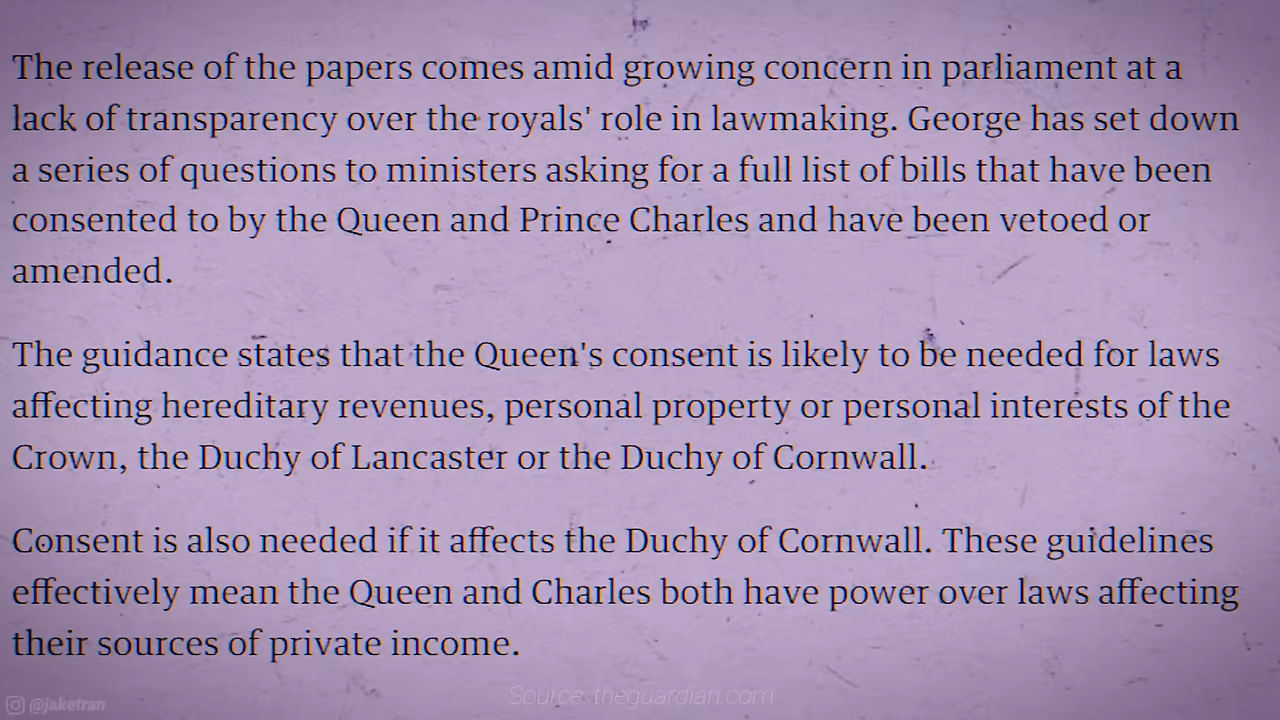 The release of the papers comes amid growing concern in parliament at a
lack of transparency over the royals' role in lawmaking. George has set down
a series of questions to ministers asking for a full list of bills that have been
consented to by the Queen and Prince Charles and have been vetoed or
amended.
The guidance states that the Queen's consent is likely to be needed for laws
affecting hereditary revenues, personal property or personal interests of the
Crown, the Duchy of Lancaster or the Duchy of Cornwall.
Consent is also needed if it affects the Duchy of Cornwall. These guidelines
effectively mean the Queen and Charles both have power over laws affecting
their sources of private income.
Source: theguardian.com
@jaketran